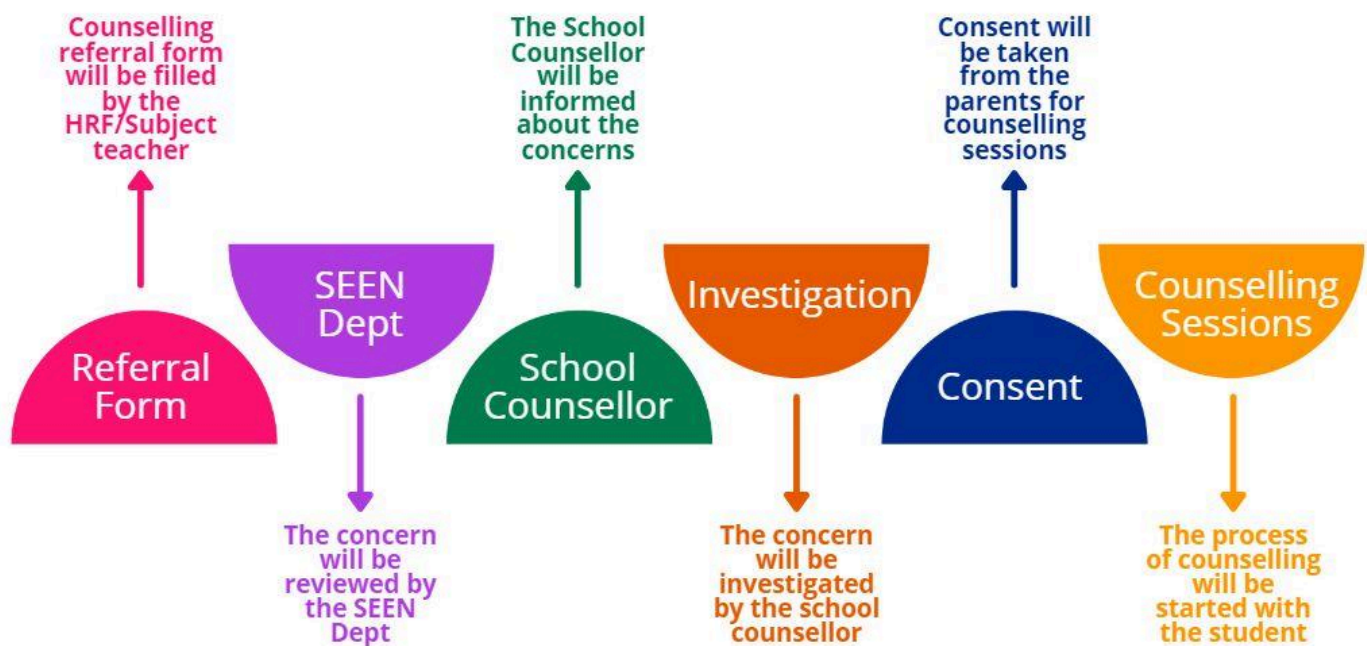 Counselling
referral form
will be filled
by the
HRF/Subject
teacher
Referral
Form
SEEN
Dept
The concern
will be
reviewed by
the SEEN
Dept
The School
Counsellor
will be
informed
about the
concerns
School
Counsellor
Investigation
The concern
will be
investigated
by the school
counsellor
Consent will
be taken
from the
parents for
counselling
sessions
Consent
Counselling
Sessions
The process
of counselling
will be
started with
the student